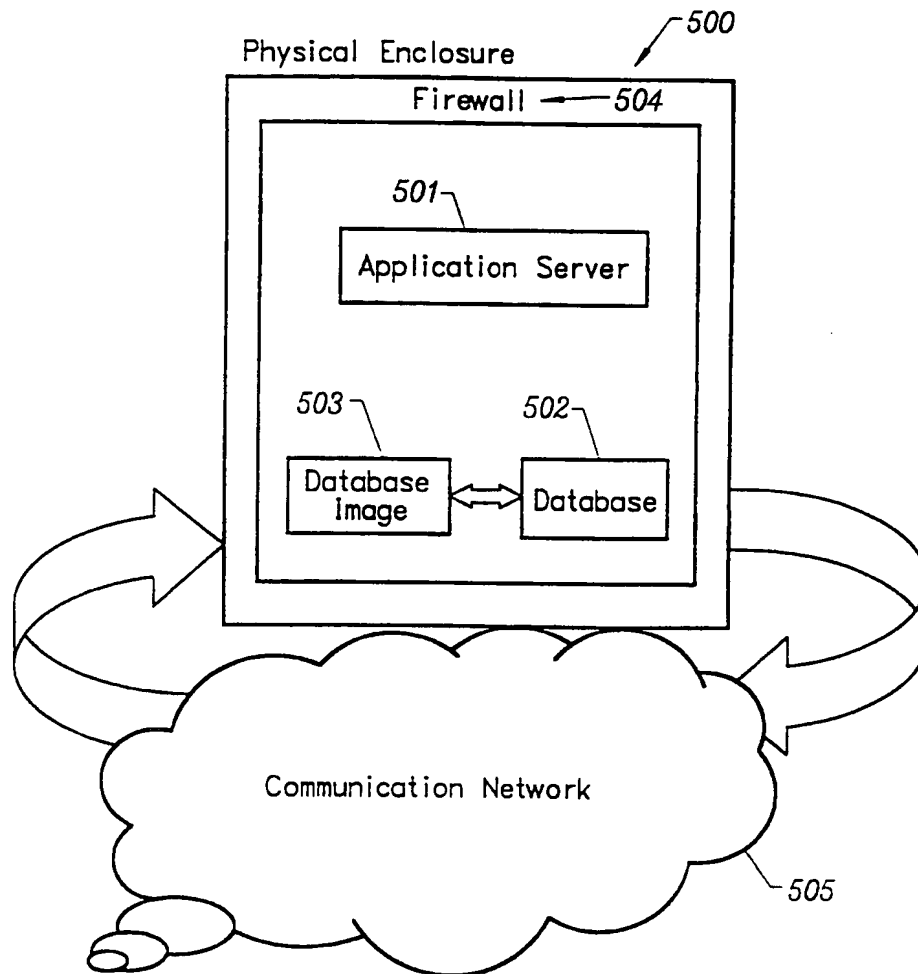 500
Physical Enclosure
Firewall 504
501
Application Server
503
502
Database
Image
Database
Communication Network
505